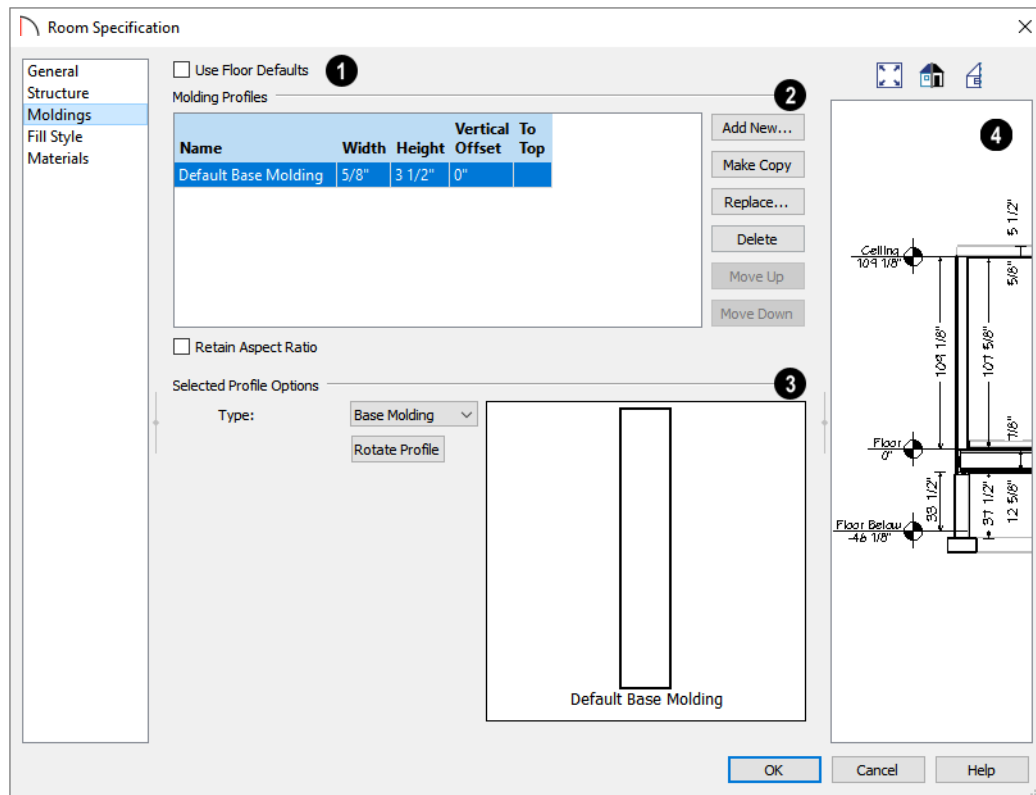 Room Specification
General
Structure
Moldings
Fill Style
Materials
Use Floor Defaults
1
Molding Profiles
2
Name Width Height Vertical Offset To Top
Default Base Molding 5/8" 3 1/2" 0"
Add New...
Make Copy
Replace...
Delete
Move Up
Move Down
Retain Aspect Ratio
Selected Profile Options
3
Type: Base Molding
Rotate Profile
Default Base Molding
4
5 1/2"
Ceiling
109 1/8"
5/8"
109 1/8"
107 5/8"
Floor
0"
7/8"
33 1/2"
37 1/2"
12 5/8"
Floor Below
-46 1/8"
OK
Cancel
Help